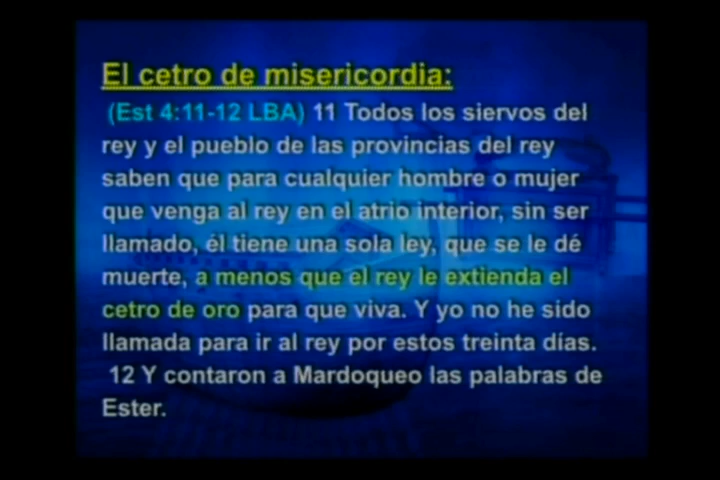 El cetro de misericordia:
(Est 4:11-12 LBA) 11 Todos los siervos del
rey y el pueblo de las provincias del rey
saben que para cualquier hombre o mujer
que venga al rey en el atrio interior, sin ser
llamado, él tiene una sola ley, que se le dé
muerte, a menos que el rey le extienda el
cetro de oro para que viva. Y yo no he sido
llamada para ir al rey por estos treinta días.
12 Y contaron a Mardoqueo las palabras de
Ester.